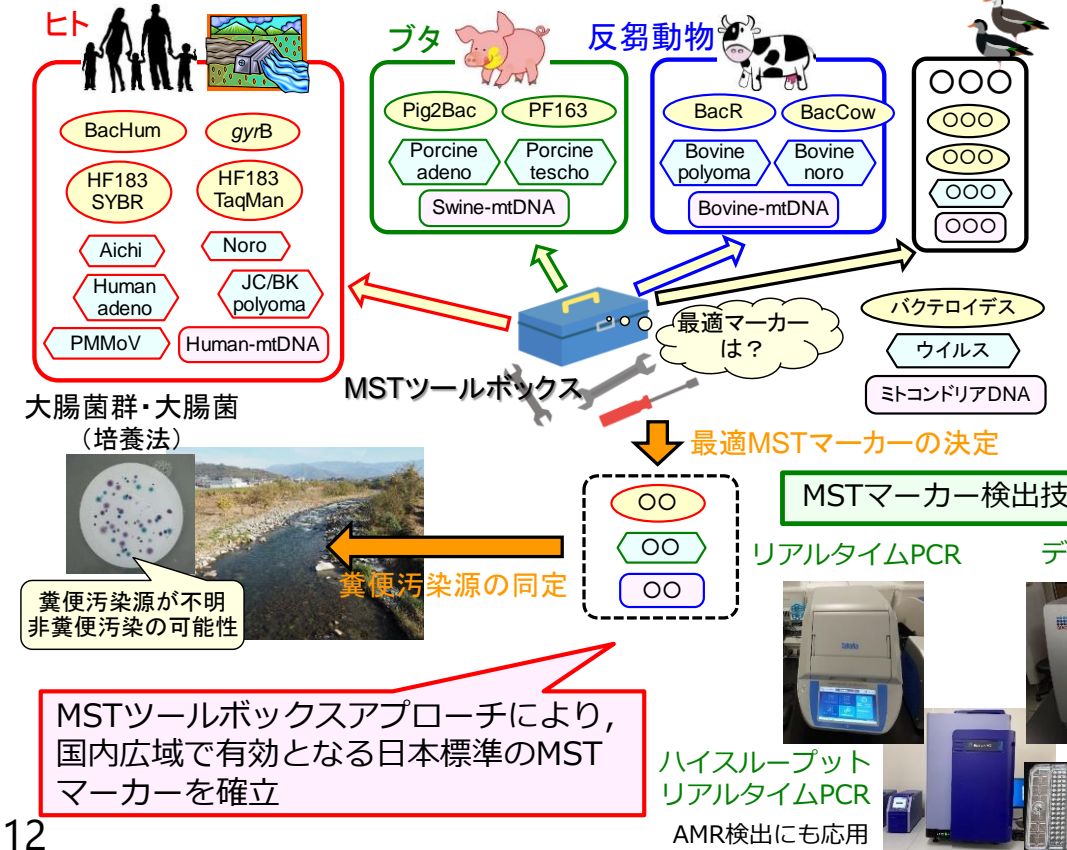 ヒト
ブタ
反芻動物
BacHum
gyrB
HF183
SYBR
HF183
TaqMan
Aichi
Noro
Human
adeno
JC/BK
polyoma
PMMoV
Human-mtDNA
Pig2Bac
PF163
Porcine
adeno
Porcine
tescho
Swine-mtDNA
BacR
BacCow
Bovine
polyoma
Bovine
noro
Bovine-mtDNA
〇〇〇
〇〇〇
〇〇〇
〇〇〇
〇〇〇
最適マーカー
は？
MSTツールボックス
バクテロイデス
ウイルス
ミトコンドリアDNA
大腸菌群・大腸菌
（培養法）
糞便汚染源が不明
非糞便汚染の可能性
最適MSTマーカーの決定
〇〇
〇〇
〇〇
糞便汚染源の同定
MSTマーカー検出技
リアルタイムPCR
デ
MSTツールボックスアプローチにより，
国内広域で有効となる日本標準のMST
マーカーを確立
ハイスループット
リアルタイムPCR
AMR検出にも応用
12